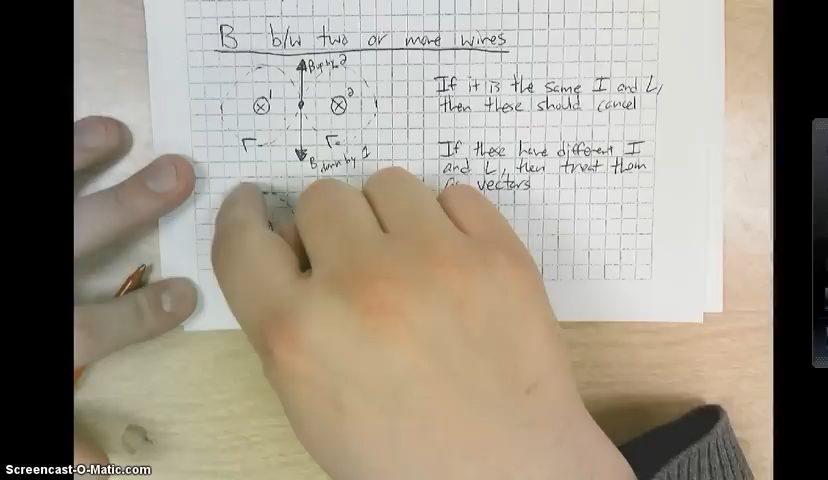 B b/w two or more wires
B up by 2
1
2
If it is the same I and L,
then these should cancel
r
r
B down by 1
If these have different I
and L, then treat them
as vectors
Screencast-O-Matic.com